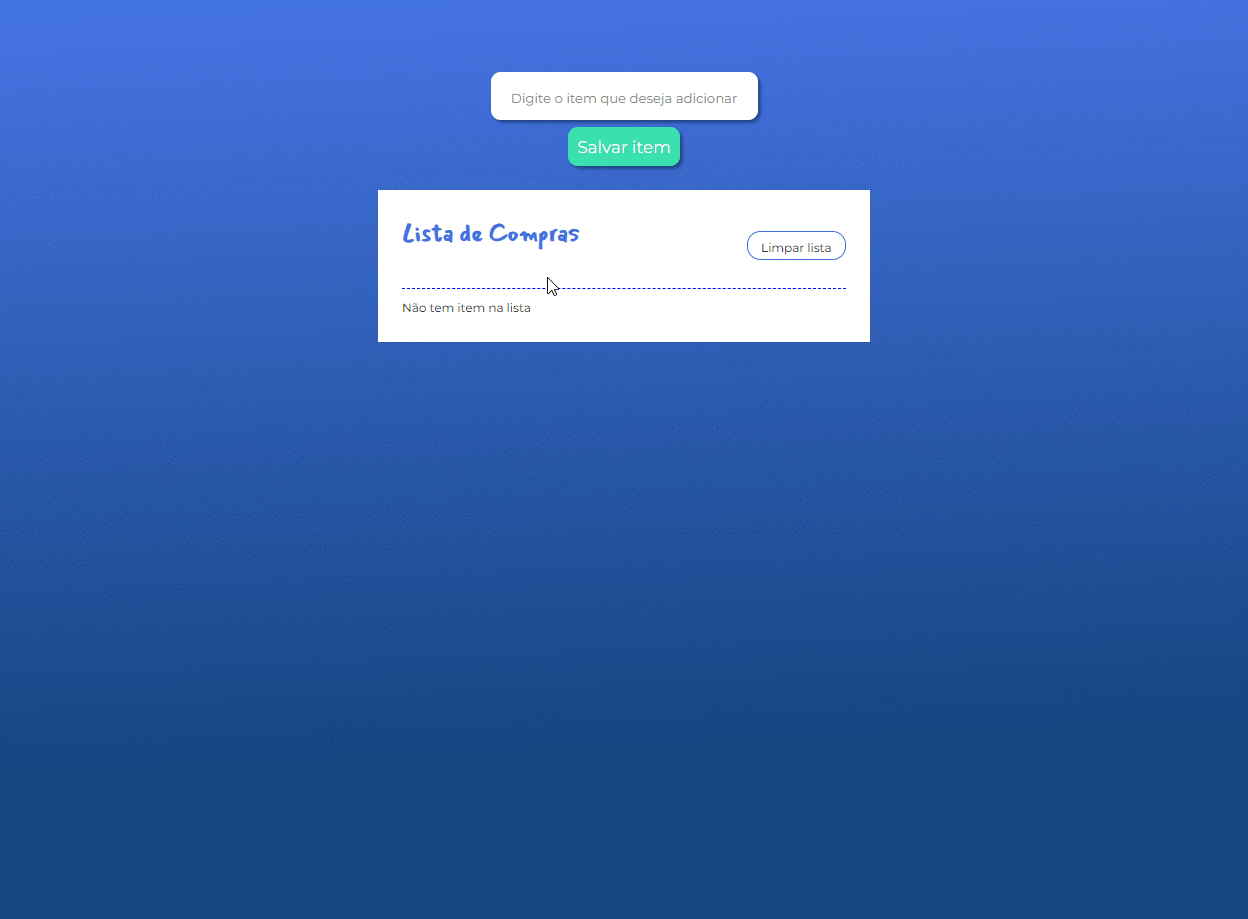 Digite o item que deseja adicionar
Salvar item
Lista de Compras
Limpar lista
Não tem item na lista